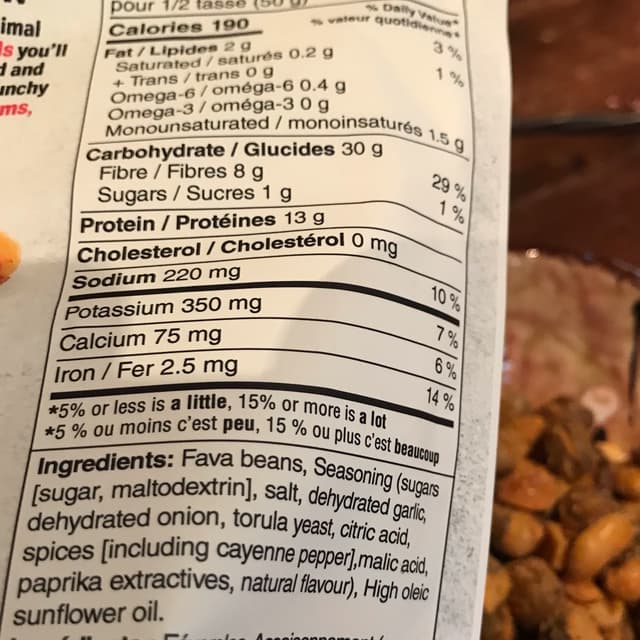 imal
ls you'll
d and
unchy
ms,
pour 1/2 tasse (50 g)
% Daily Value*
% valeur quotidienne*
Calories 190
Fat / Lipides 2 g 3 %
Saturated / saturés 0.2 g
+ Trans / trans 0 g 1 %
Omega-6 / oméga-6 0.4 g
Omega-3 / oméga-3 0 g
Monounsaturated / monoinsaturés 1.5 g
Carbohydrate / Glucides 30 g
Fibre / Fibres 8 g 29 %
Sugars / Sucres 1 g 1 %
Protein / Protéines 13 g
Cholesterol / Cholestérol 0 mg
Sodium 220 mg 10 %
Potassium 350 mg 7 %
Calcium 75 mg 6 %
Iron / Fer 2.5 mg 14 %
*5% or less is a little, 15% or more is a lot
*5 % ou moins c'est peu, 15 % ou plus c'est beaucoup
Ingredients: Fava beans, Seasoning (sugars
[sugar, maltodextrin], salt, dehydrated garlic,
dehydrated onion, torula yeast, citric acid,
spices [including cayenne pepper], malic acid,
paprika extractives, natural flavour), High oleic
sunflower oil.